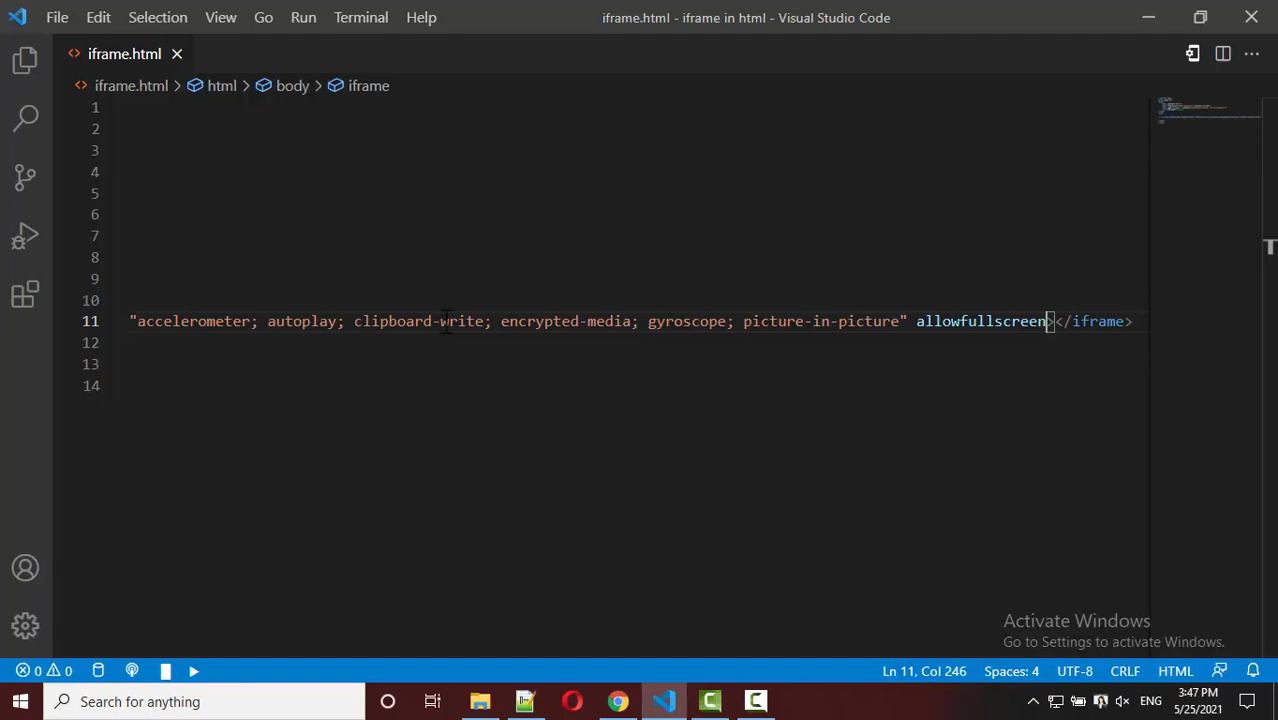 File Edit Selection View Go Run Terminal Help iframe.html - iframe in html - Visual Studio Code
iframe.html
iframe.html html body iframe
1
2
3
4
5
6
7
8
9
10
11 "accelerometer; autoplay; clipboard-write; encrypted-media; gyroscope; picture-in-picture" allowfullscreen></iframe>
12
13
14
Activate Windows
Go to Settings to activate Windows.
0 0 Ln 11, Col 246 Spaces: 4 UTF-8 CRLF HTML
Search for anything ENG 3:47 PM
5/25/2021